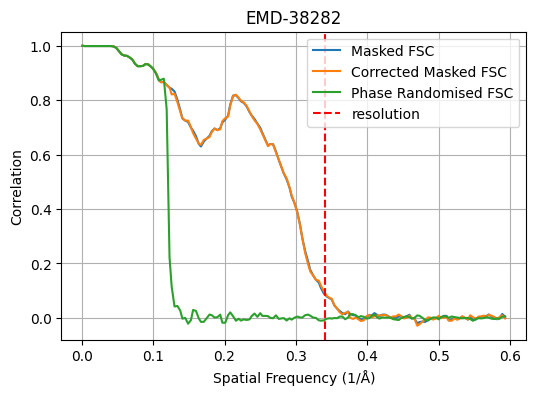 EMD-38282
Masked FSC
Corrected Masked FSC
Phase Randomised FSC
resolution
Correlation
1.0
0.8
0.6
0.4
0.2
0.0
0.0 0.1 0.2 0.3 0.4 0.5 0.6
Spatial Frequency (1/Å)